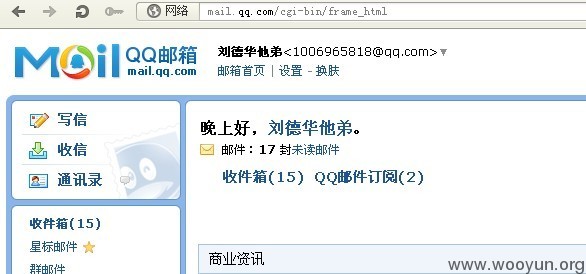 网络 mail.qq.com/cgi-bin/frame_html
Mail QQ邮箱 mail.qq.com
刘德华他弟<1006965818@qq.com>
邮箱首页 | 设置 - 换肤
写信
收信
通讯录
收件箱(15)
星标邮件
群邮件
晚上好，刘德华他弟。
邮件：17 封未读邮件
收件箱(15) QQ邮件订阅(2)
商业资讯
www.wooyun.org